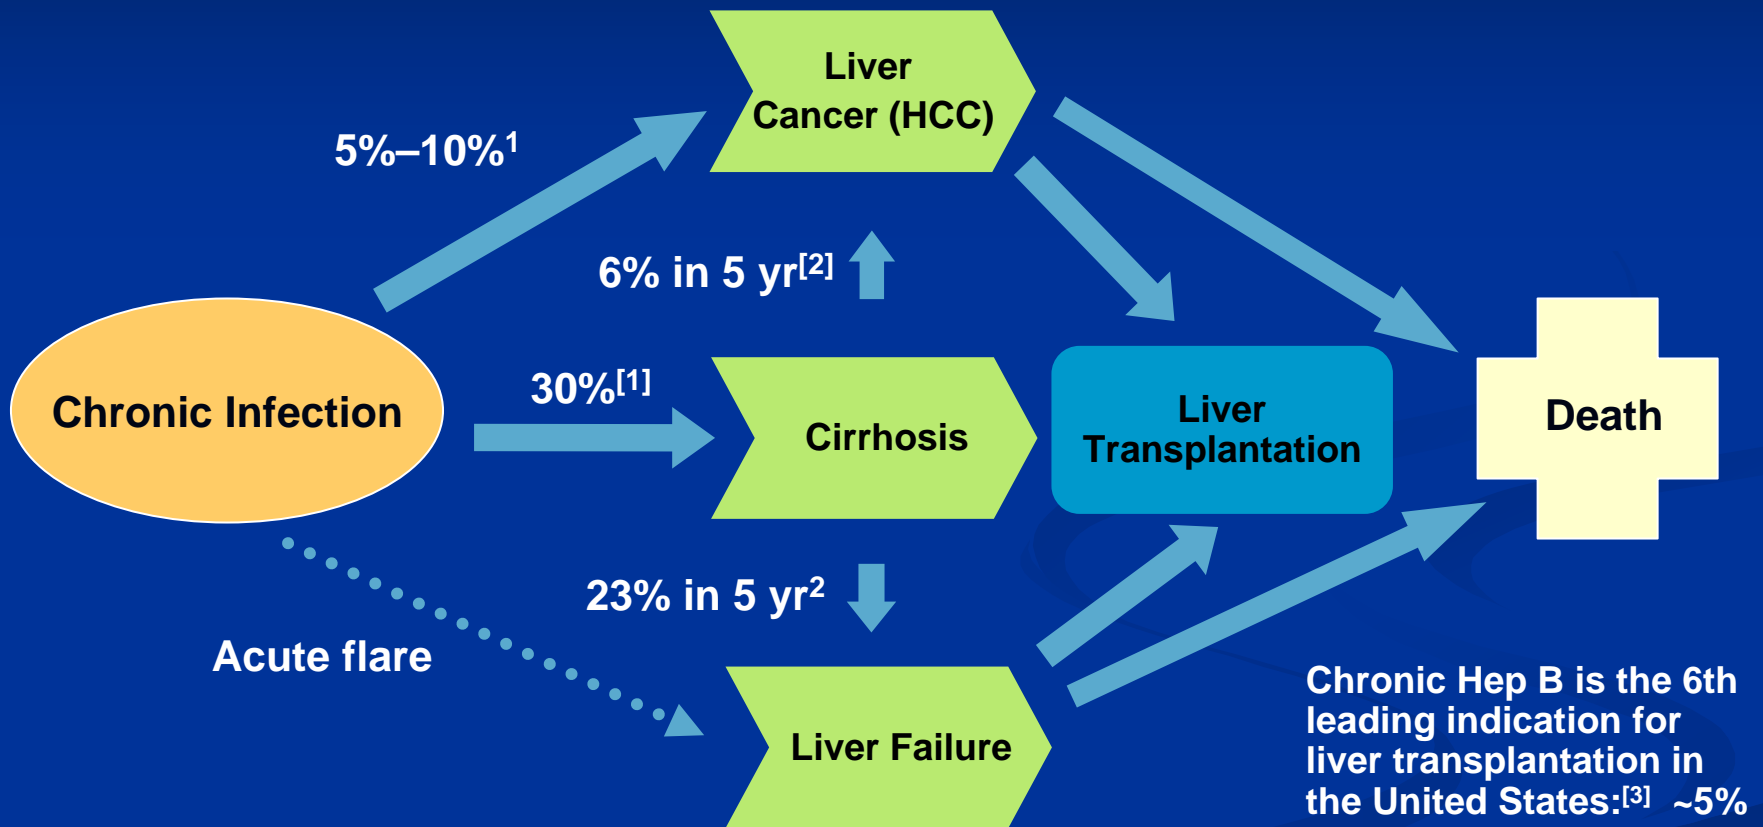 Liver
Cancer (HCC)
5%–10%¹
6% in 5 yr[2]
Chronic Infection
30%[1]
Cirrhosis
Liver
Transplantation
Death
23% in 5 yr²
Acute flare
Liver Failure
Chronic Hep B is the 6th
leading indication for
liver transplantation in
the United States:[3] ~5%